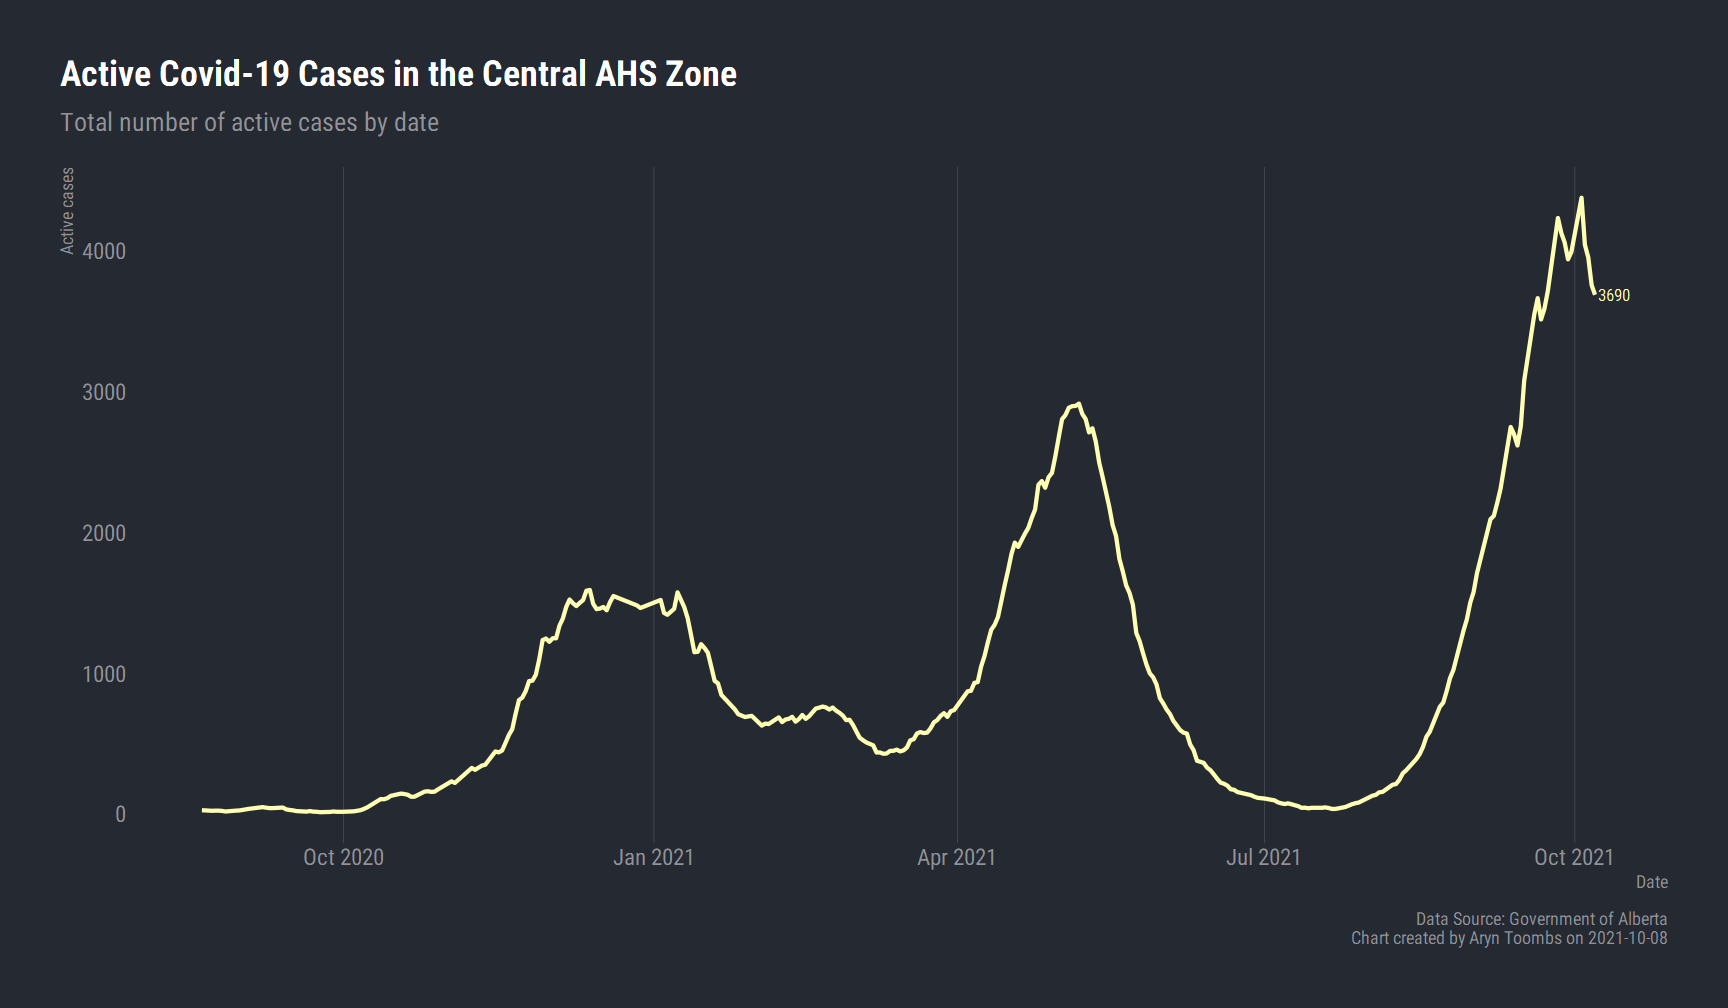 Active Covid-19 Cases in the Central AHS Zone
Total number of active cases by date
Active cases
4000
3000
2000
1000
0
3690
Oct 2020
Jan 2021
Apr 2021
Jul 2021
Oct 2021
Date
Data Source: Government of Alberta
Chart created by Aryn Toombs on 2021-10-08